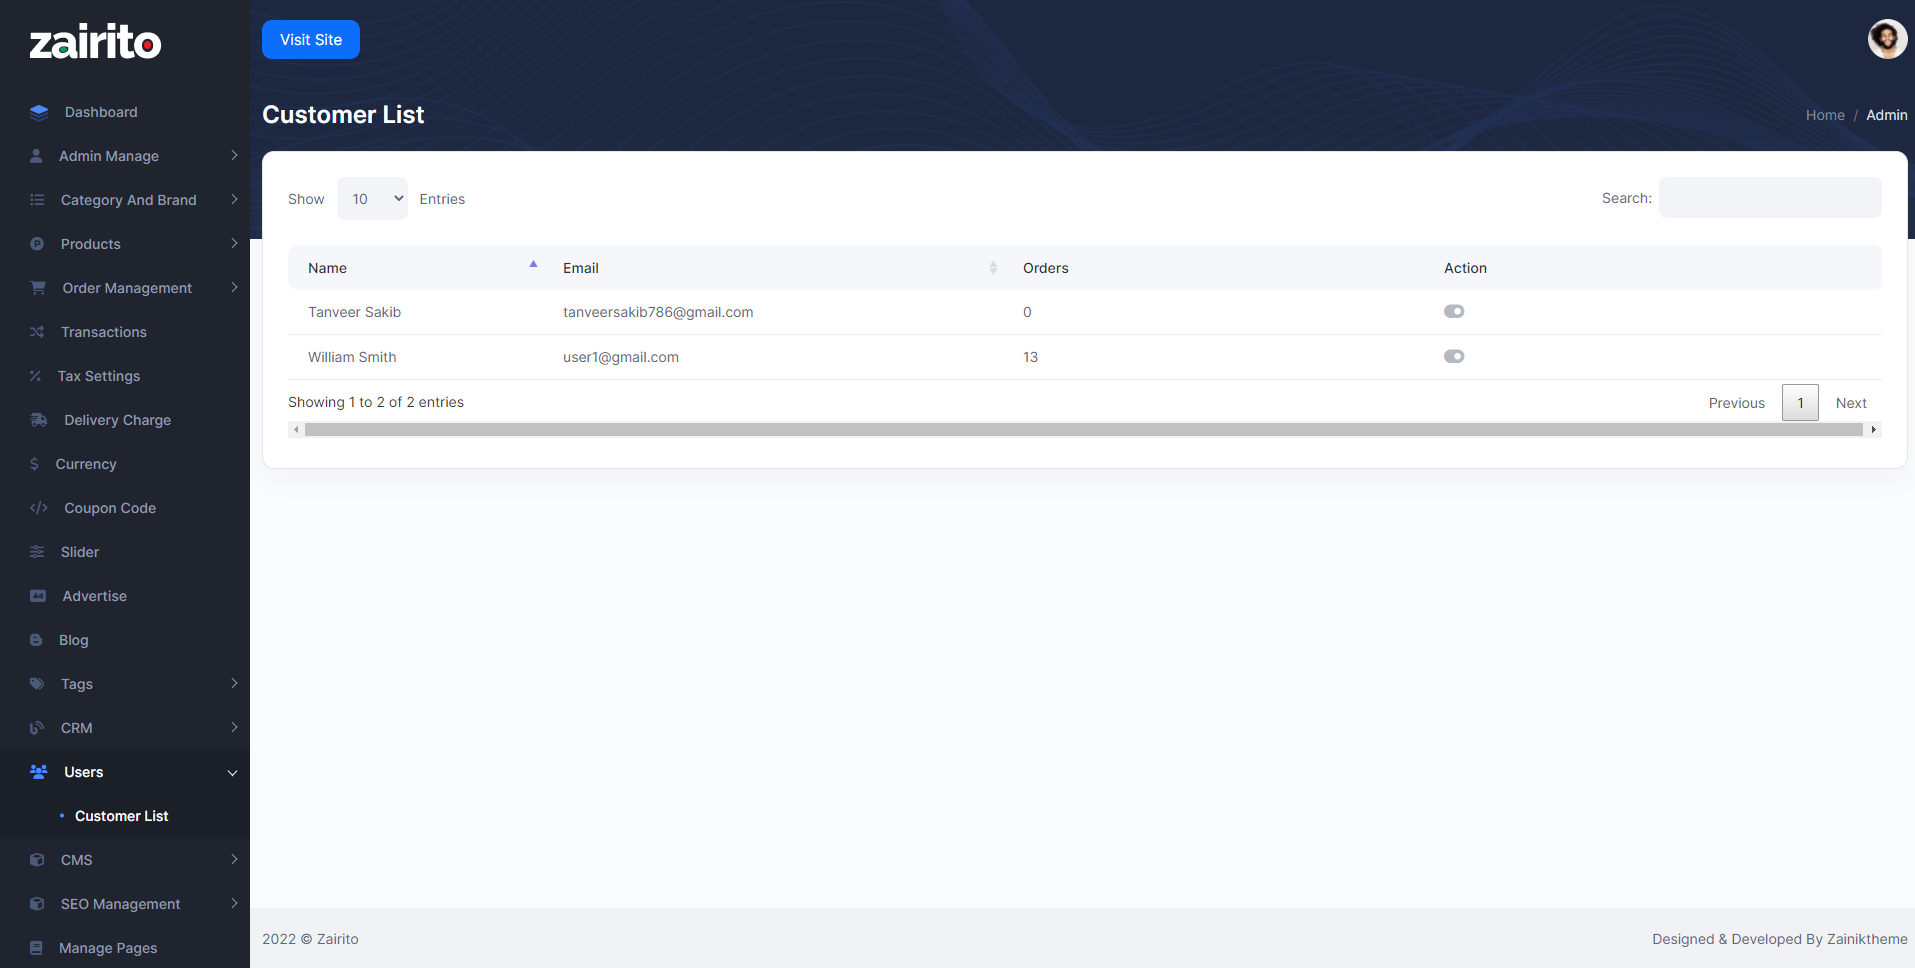 zairito
Visit Site
Dashboard
Admin Manage
Category And Brand
Products
Order Management
Transactions
Tax Settings
Delivery Charge
Currency
Coupon Code
Slider
Advertise
Blog
Tags
CRM
Users
Customer List
CMS
SEO Management
Manage Pages
Customer List
Home / Admin
Show 10 Entries
Search:
Name Email Orders Action
Tanveer Sakib tanveersakib786@gmail.com 0
William Smith user1@gmail.com 13
Showing 1 to 2 of 2 entries
Previous 1 Next
2022 © Zairito
Designed & Developed By Zainiktheme